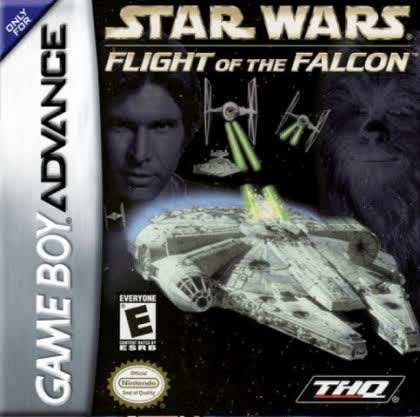 ONLY
FOR
GAME BOY ADVANCE
STAR WARS
FLIGHT OF THE FALCON
EVERYONE
E
CONTENT RATED BY
ESRB
Official
Nintendo
Seal of Quality
THQ